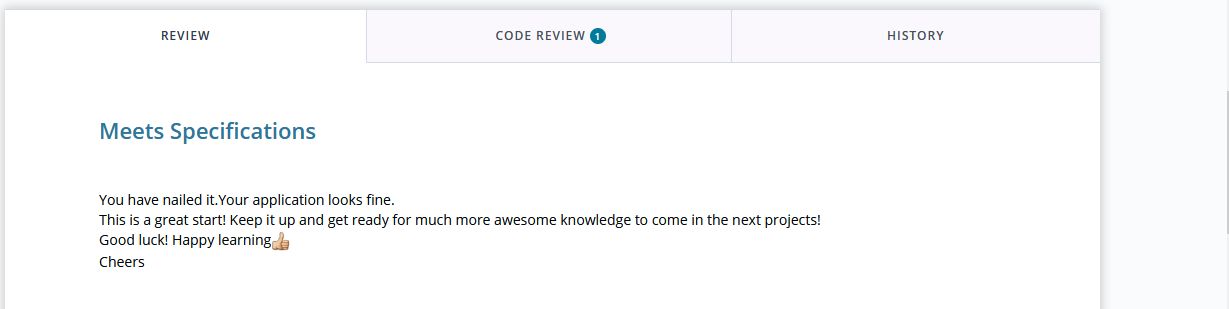 REVIEW
CODE REVIEW 1
HISTORY
Meets Specifications
You have nailed it.Your application looks fine.
This is a great start! Keep it up and get ready for much more awesome knowledge to come in the next projects!
Good luck! Happy learning👍
Cheers